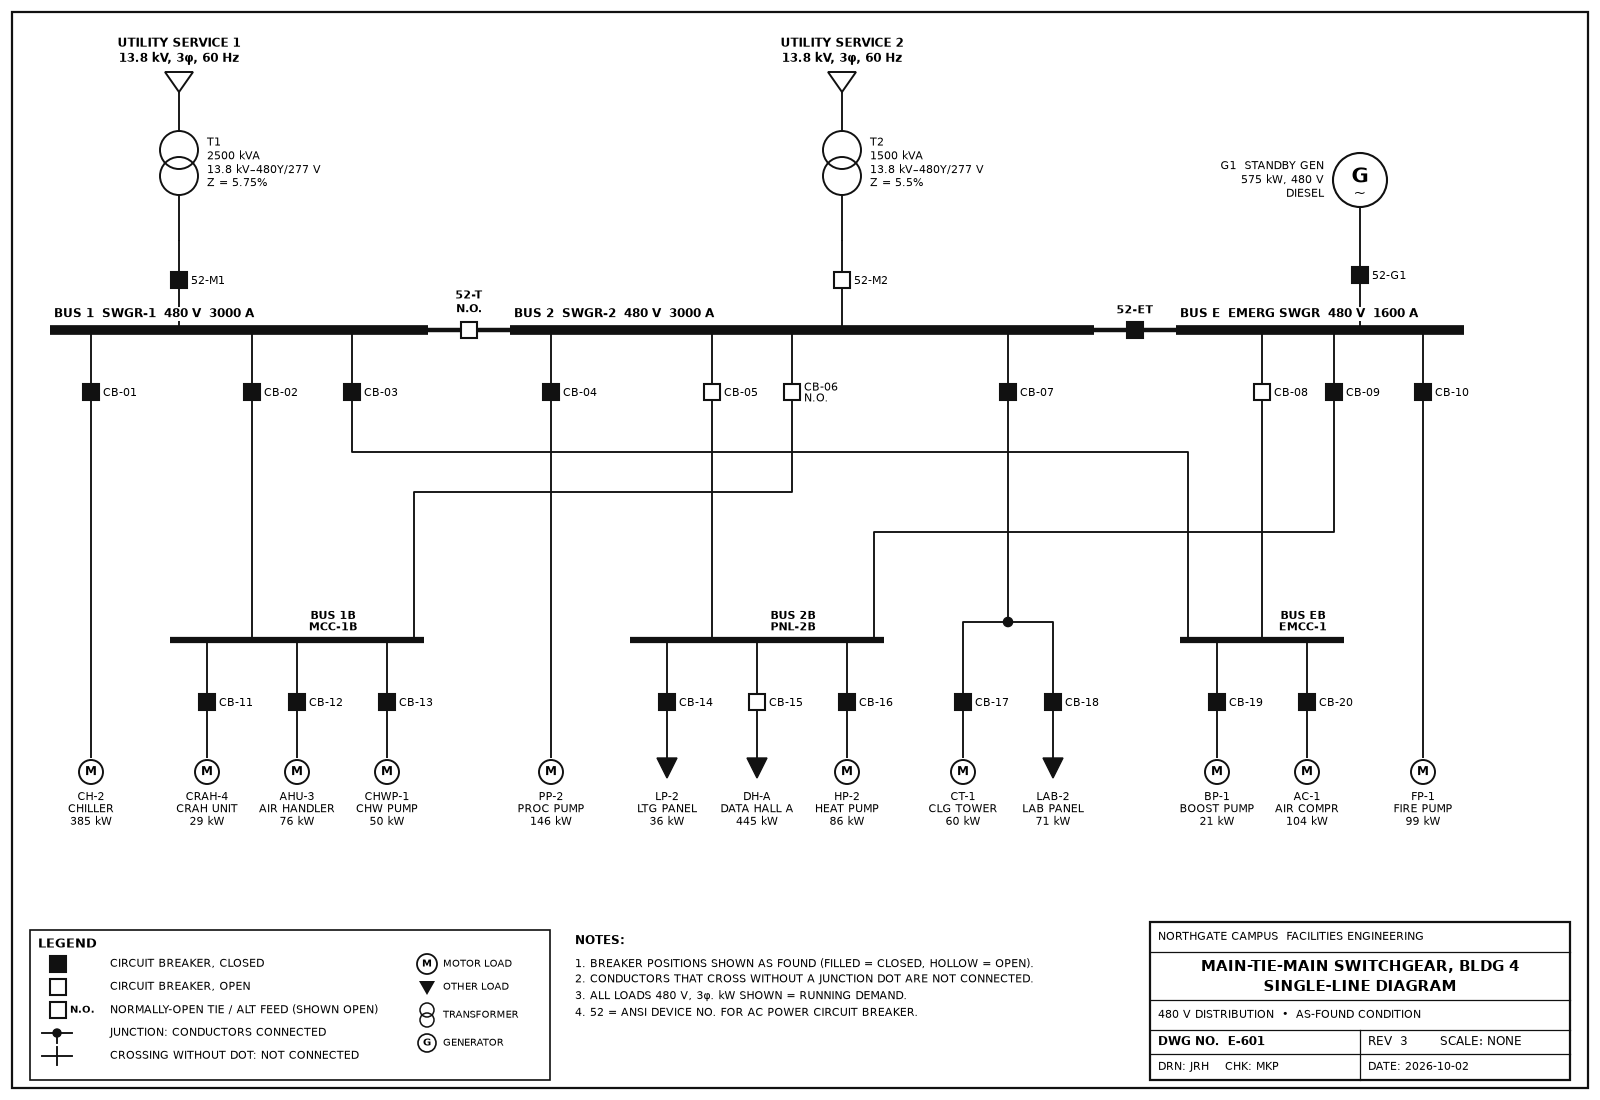 UTILITY SERVICE 1
13.8 kV, 3φ, 60 Hz
UTILITY SERVICE 2
13.8 kV, 3φ, 60 Hz
T1
2500 kVA
13.8 kV–480Y/277 V
Z = 5.75%
T2
1500 kVA
13.8 kV–480Y/277 V
Z = 5.5%
G1 STANDBY GEN
575 kW, 480 V
DIESEL
G
~
52-M1
52-M2
52-G1
BUS 1 SWGR-1 480 V 3000 A
52-T
N.O.
BUS 2 SWGR-2 480 V 3000 A
52-ET
BUS E EMERG SWGR 480 V 1600 A
CB-01
CB-02
CB-03
CB-04
CB-05
CB-06
N.O.
CB-07
CB-08
CB-09
CB-10
BUS 1B
MCC-1B
BUS 2B
PNL-2B
BUS EB
EMCC-1
CB-11
CB-12
CB-13
CB-14
CB-15
CB-16
CB-17
CB-18
CB-19
CB-20
M
CH-2
CHILLER
385 kW
M
CRAH-4
CRAH UNIT
29 kW
M
AHU-3
AIR HANDLER
76 kW
M
CHWP-1
CHW PUMP
50 kW
M
PP-2
PROC PUMP
146 kW
LP-2
LTG PANEL
36 kW
DH-A
DATA HALL A
445 kW
M
HP-2
HEAT PUMP
86 kW
M
CT-1
CLG TOWER
60 kW
LAB-2
LAB PANEL
71 kW
M
BP-1
BOOST PUMP
21 kW
M
AC-1
AIR COMPR
104 kW
M
FP-1
FIRE PUMP
99 kW
LEGEND
CIRCUIT BREAKER, CLOSED
CIRCUIT BREAKER, OPEN
N.O. NORMALLY-OPEN TIE / ALT FEED (SHOWN OPEN)
JUNCTION: CONDUCTORS CONNECTED
CROSSING WITHOUT DOT: NOT CONNECTED
M MOTOR LOAD
OTHER LOAD
TRANSFORMER
G GENERATOR
NOTES:
1. BREAKER POSITIONS SHOWN AS FOUND (FILLED = CLOSED, HOLLOW = OPEN).
2. CONDUCTORS THAT CROSS WITHOUT A JUNCTION DOT ARE NOT CONNECTED.
3. ALL LOADS 480 V, 3φ. kW SHOWN = RUNNING DEMAND.
4. 52 = ANSI DEVICE NO. FOR AC POWER CIRCUIT BREAKER.
NORTHGATE CAMPUS FACILITIES ENGINEERING
MAIN-TIE-MAIN SWITCHGEAR, BLDG 4
SINGLE-LINE DIAGRAM
480 V DISTRIBUTION • AS-FOUND CONDITION
DWG NO. E-601
REV 3 SCALE: NONE
DRN: JRH CHK: MKP
DATE: 2026-10-02